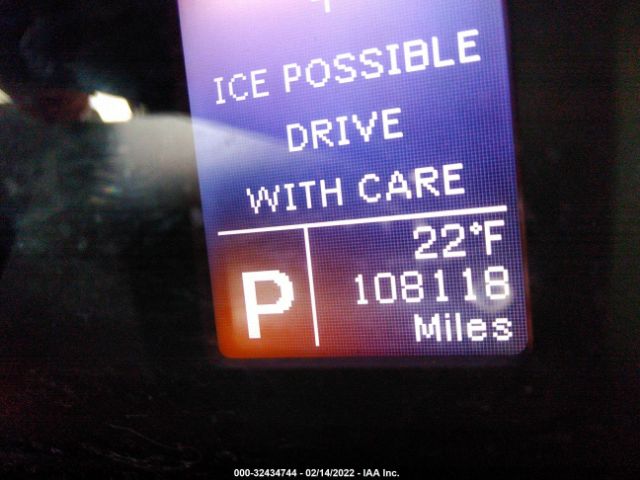 ICE POSSIBLE
DRIVE
WITH CARE
22°F
P
108118
Miles
000-32434744 - 02/14/2022 - IAA Inc.